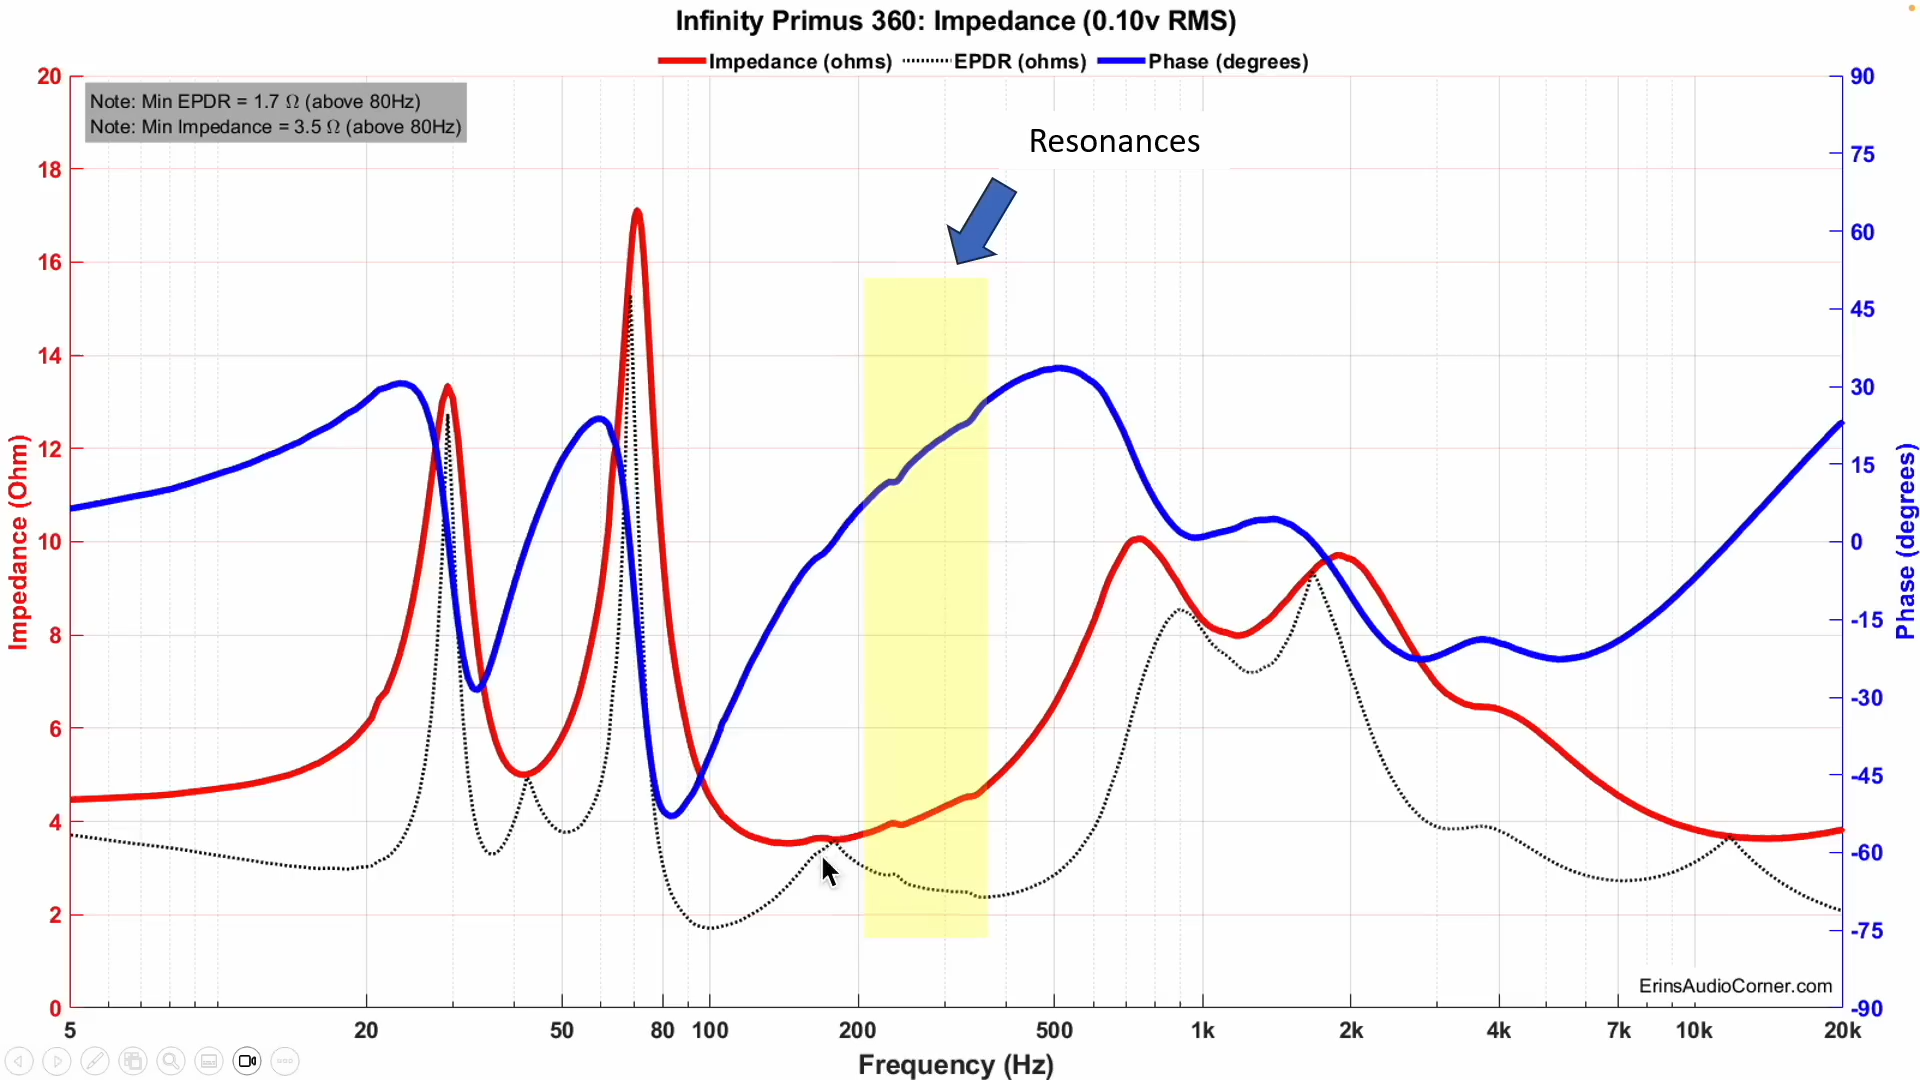 Infinity Primus 360: Impedance (0.10v RMS)
Impedance (ohms) EPDR (ohms) Phase (degrees)
Note: Min EPDR = 1.7 Ω (above 80Hz)
Note: Min Impedance = 3.5 Ω (above 80Hz)
Resonances
20
18
16
14
12
10
8
6
4
2
0
Impedance (Ohm)
90
75
60
45
30
15
0
-15
-30
-45
-60
-75
-90
Phase (degrees)
ErinsAudioCorner.com
5 20 50 80 100 200 500 1k 2k 4k 7k 10k 20k
Frequency (Hz)